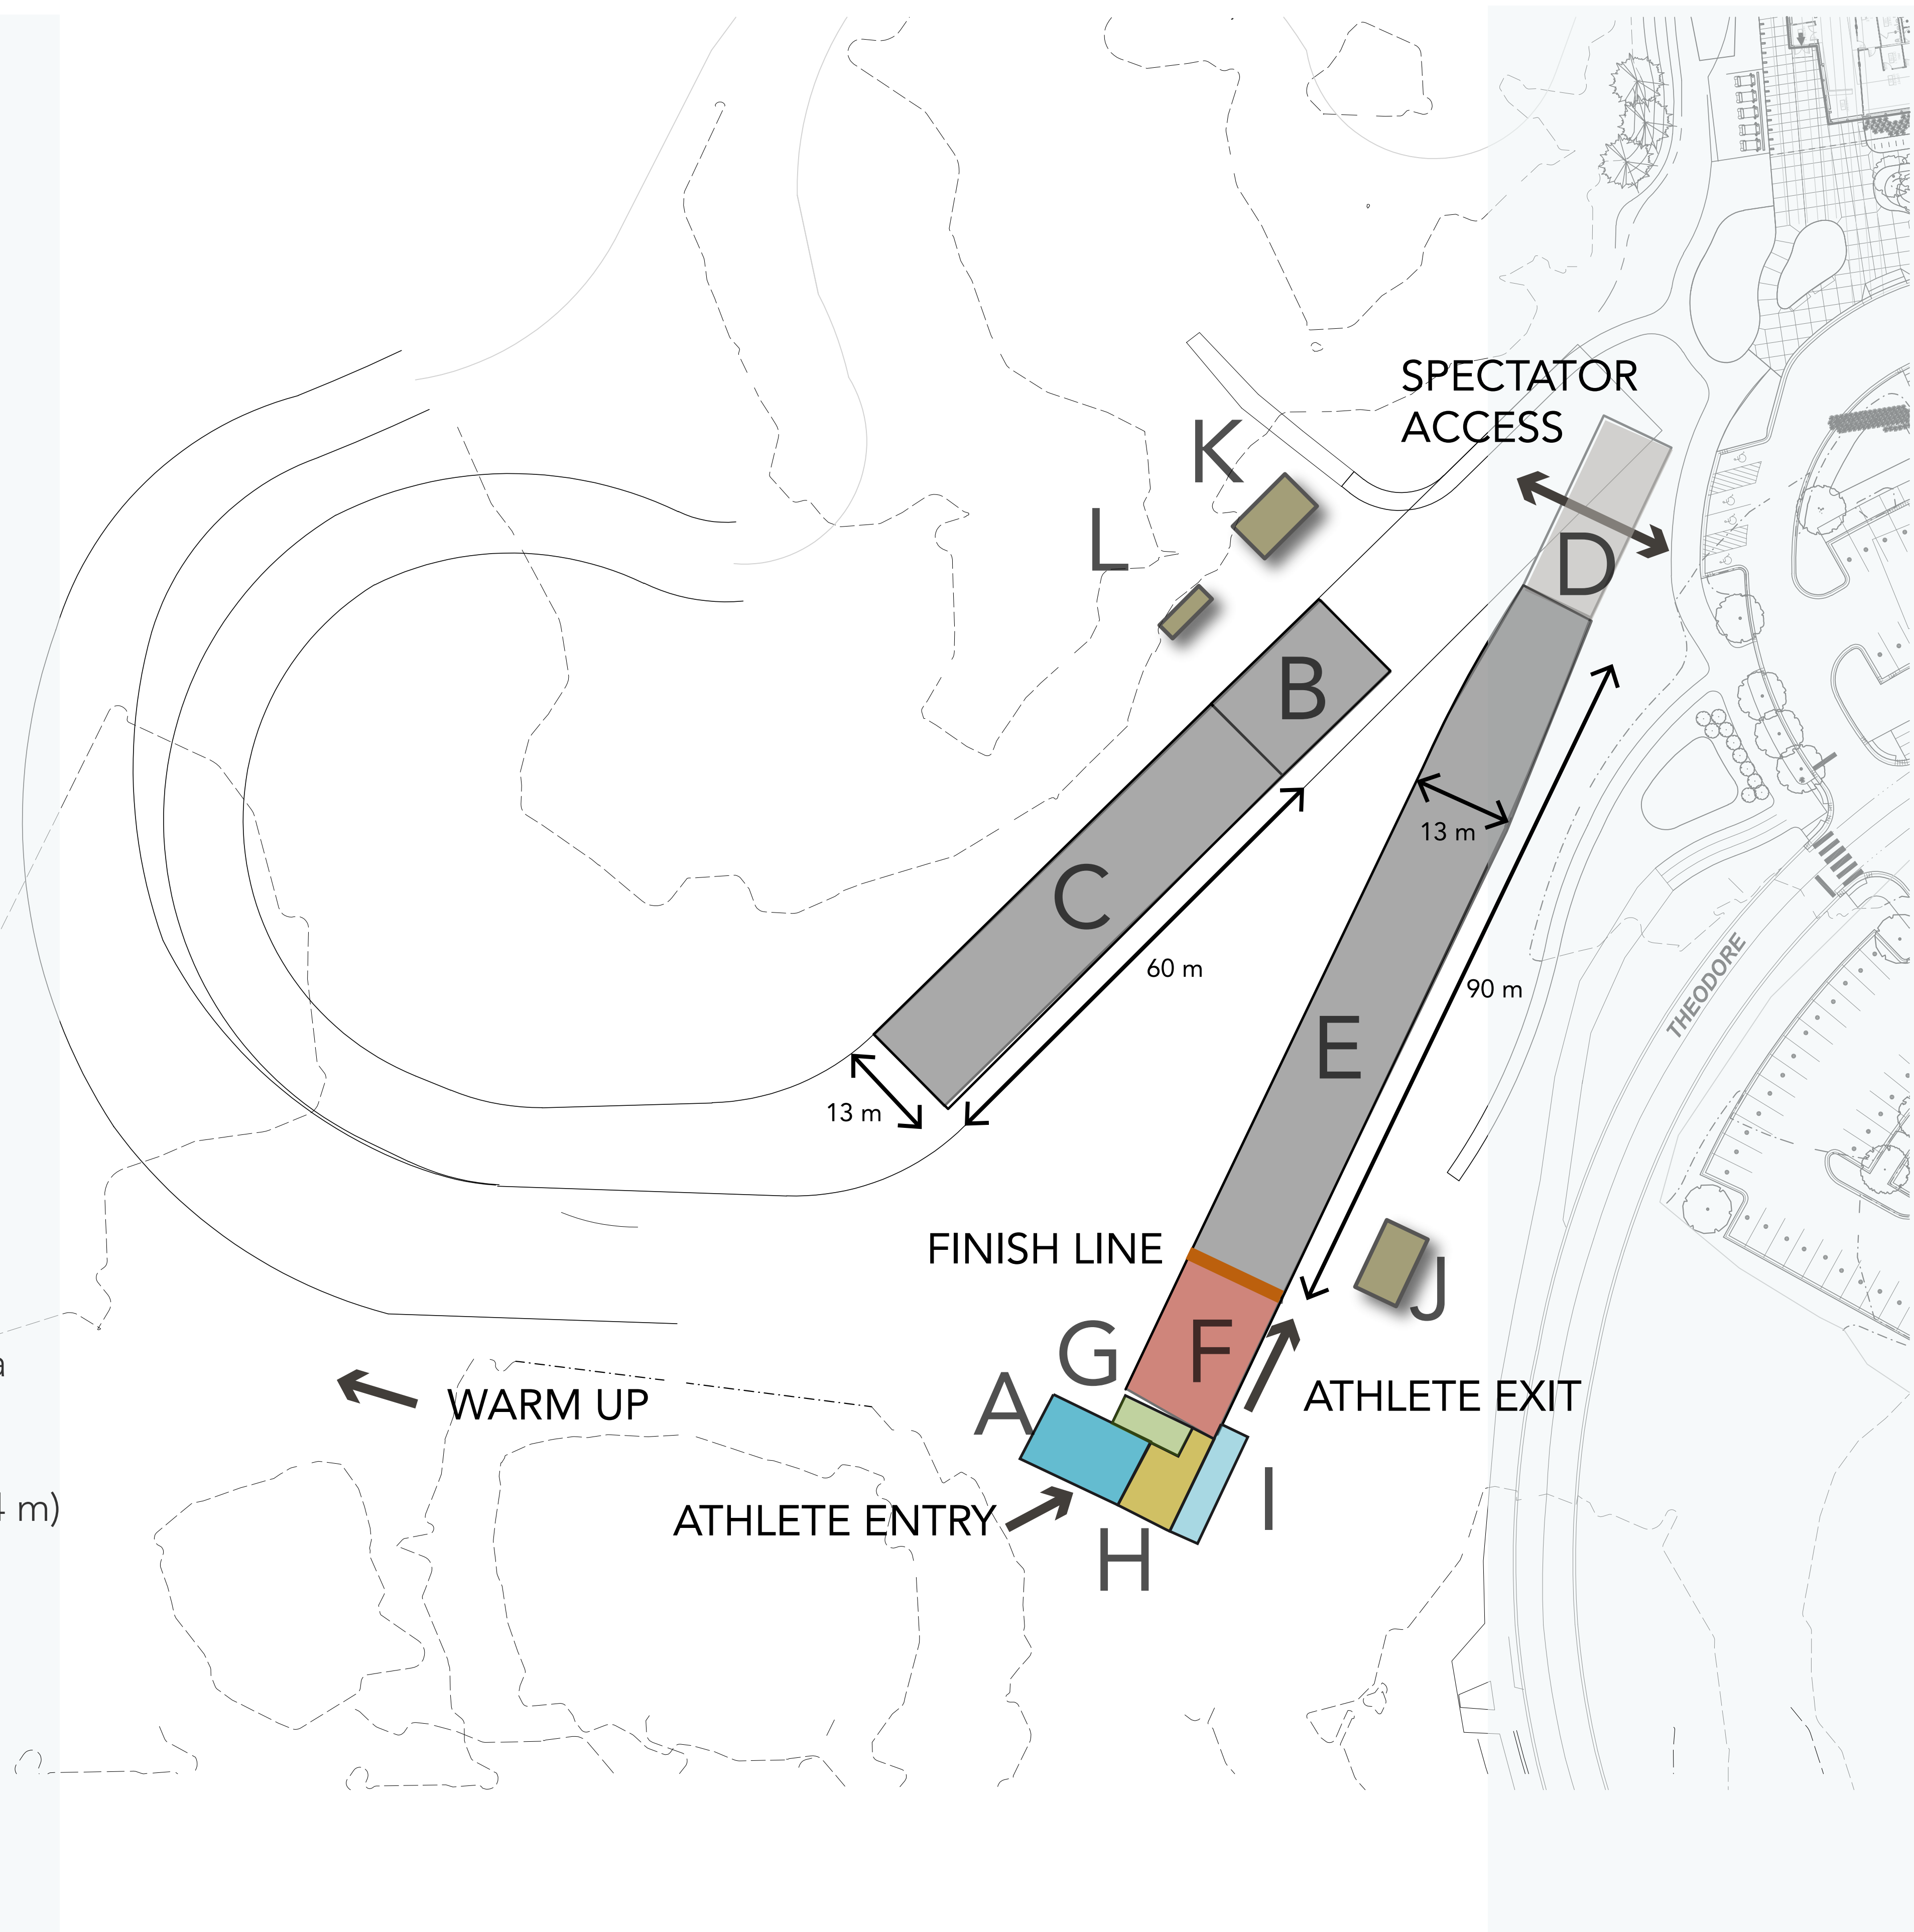 SPECTATOR
ACCESS
K
L
D
B
13 m
C
60 m
90 m
THEODORE
E
13 m
FINISH LINE
J
G
F
a
A
WARM UP
ATHLETE EXIT
I
m)
ATHLETE ENTRY
H